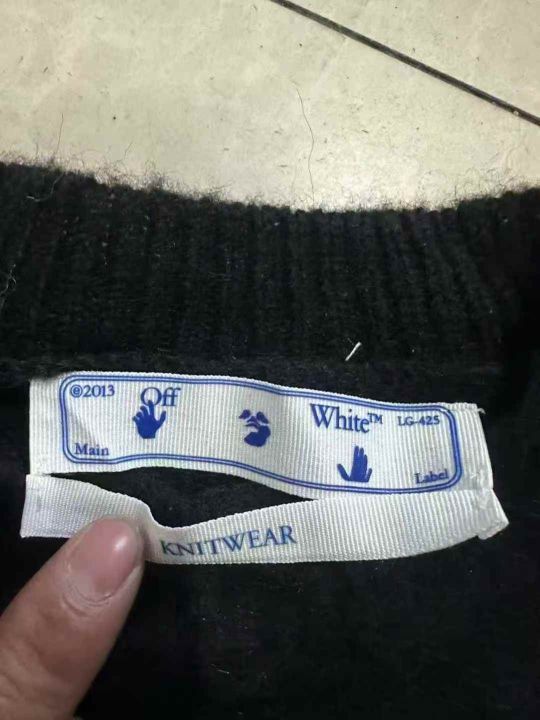 ©2013 Off White™ LG-425
Main Label
KNITWEAR